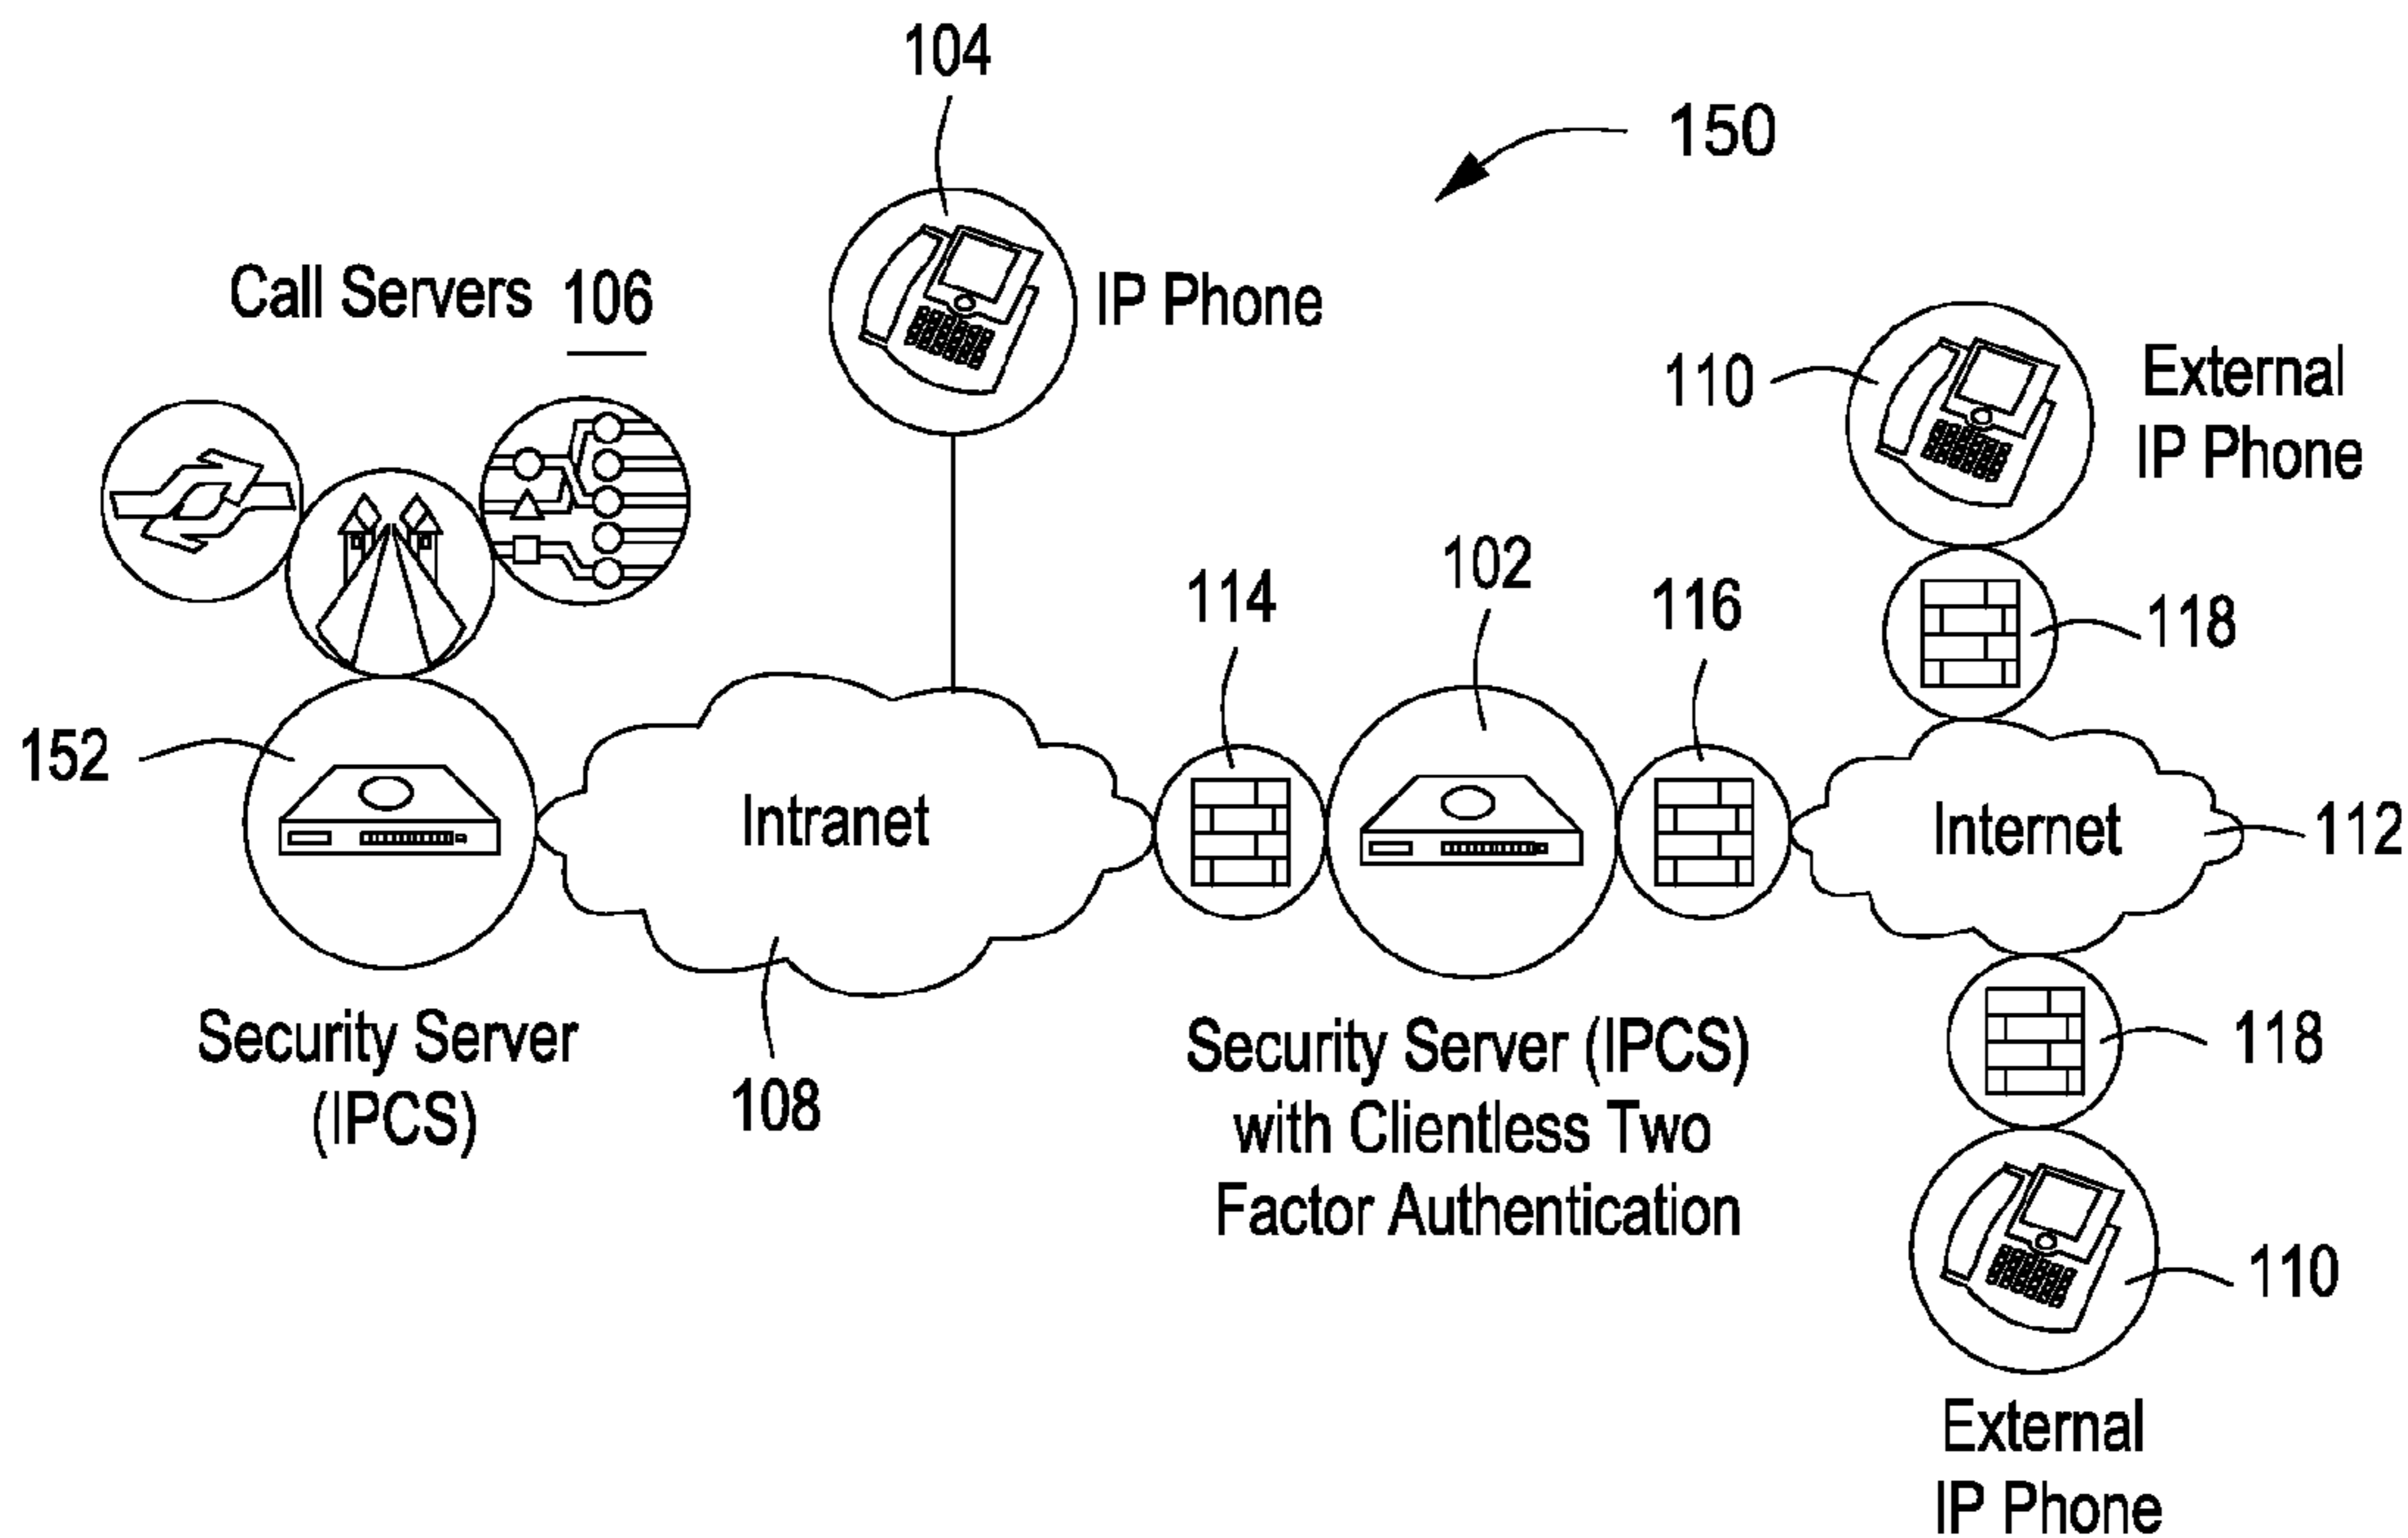 104
150
Call Servers 106
IP Phone
110
External
IP Phone
102
114
116
118
152
Intranet
Internet
112
Security Server
(IPCS)
108
Security Server (IPCS)
with Clientless Two
Factor Authentication
118
110
External
IP Phone